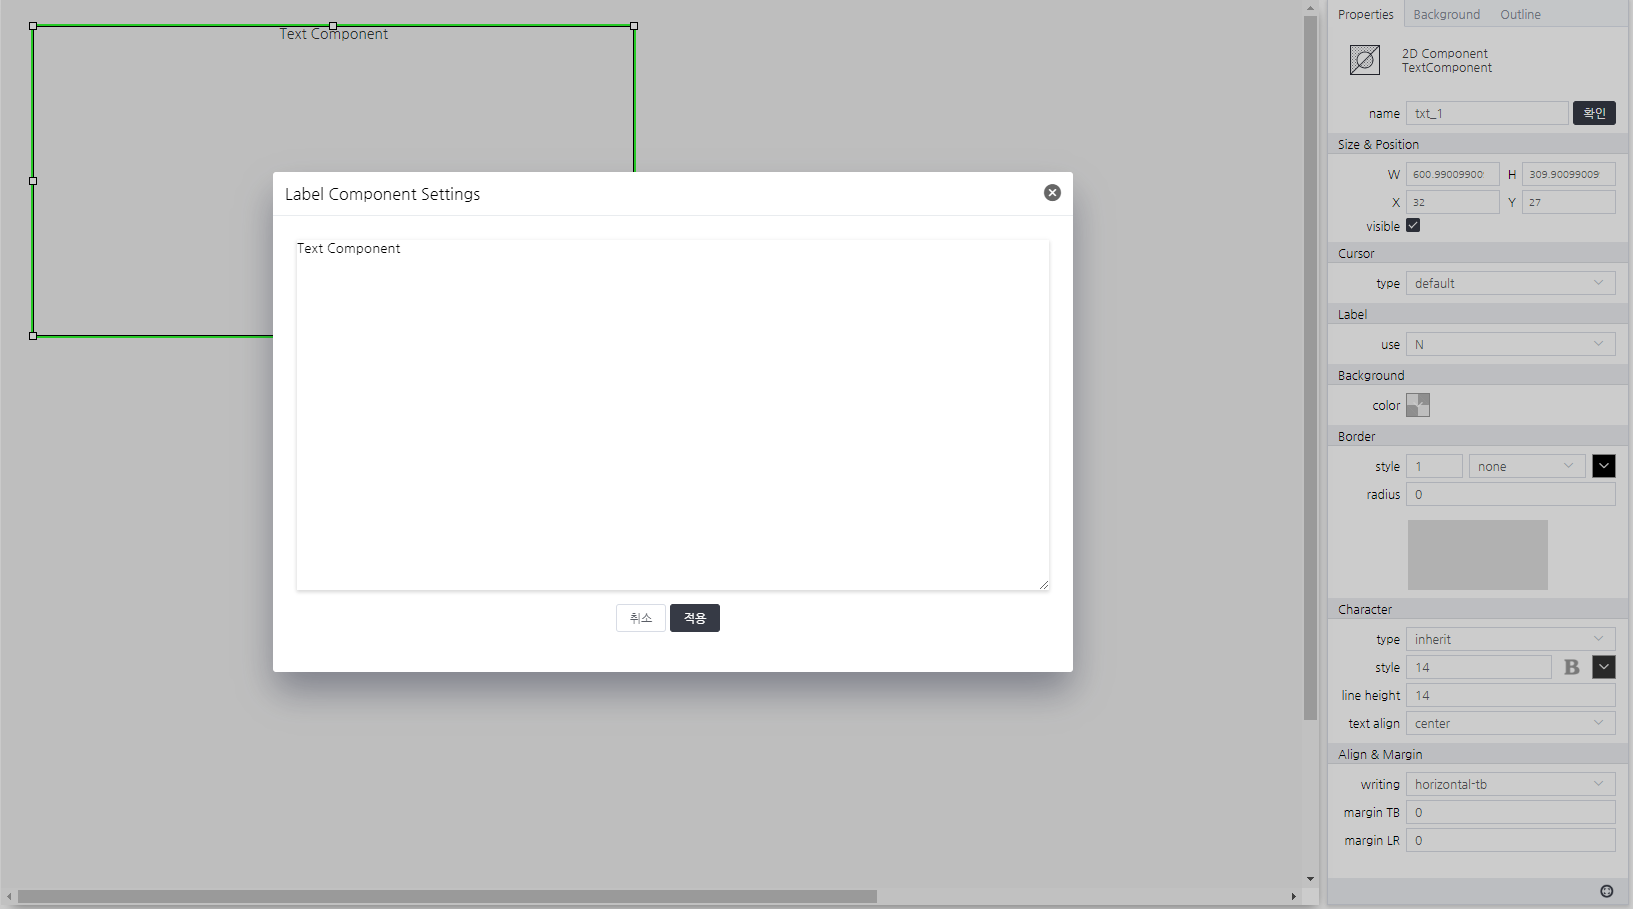 Text Component
Label Component Settings
Text Component
취소 적용
Properties Background Outline
2D Component
TextComponent
name txt_1 확인
Size & Position
W 600.99009900 H 309.90099009
X 32 Y 27
visible
Cursor
type default
Label
use N
Background
color
Border
style 1 none
radius 0
Character
type inherit
style 14 B
line height 14
text align center
Align & Margin
writing horizontal-tb
margin TB 0
margin LR 0